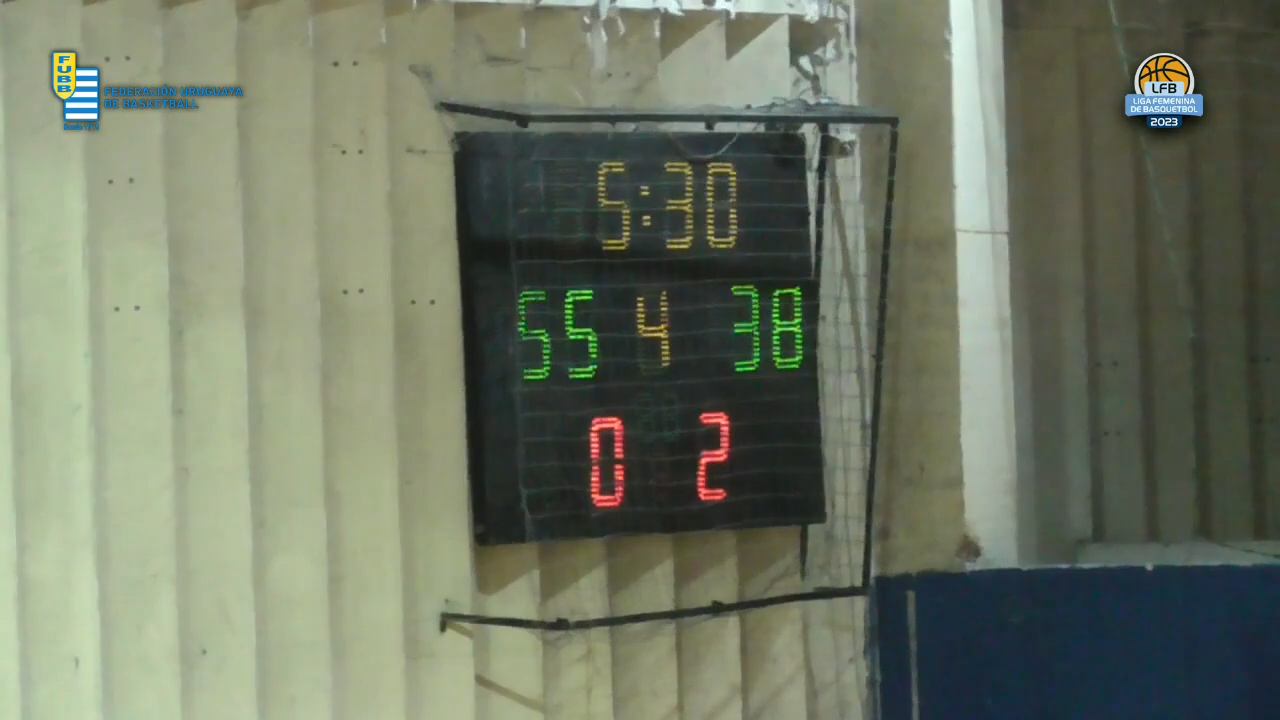 FUBB
FEDERACIÓN URUGUAYA
DE BASKETBALL
LFB
LIGA FEMENINA
DE BASQUETBOL
2023
5:30
55 4 38
0 2